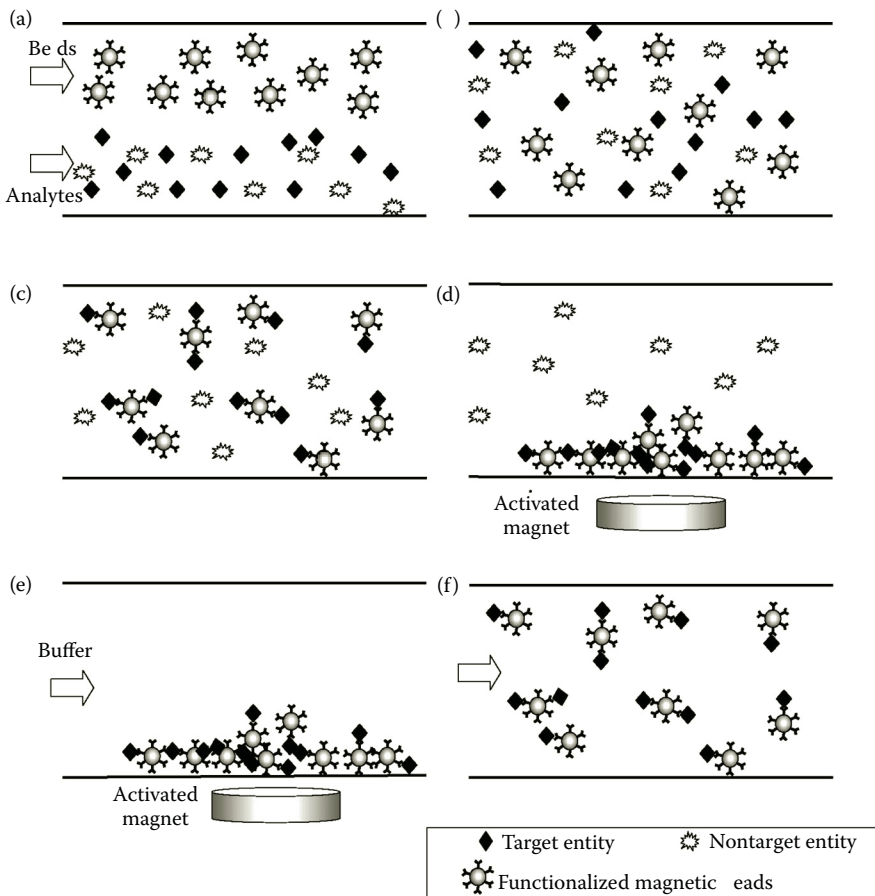 (a)
Be ds
Analytes
( )
(c)
(d)
Activated
magnet
(e)
Buffer
Activated
magnet
(f)
Target entity
Nontarget entity
Functionalized magnetic eads